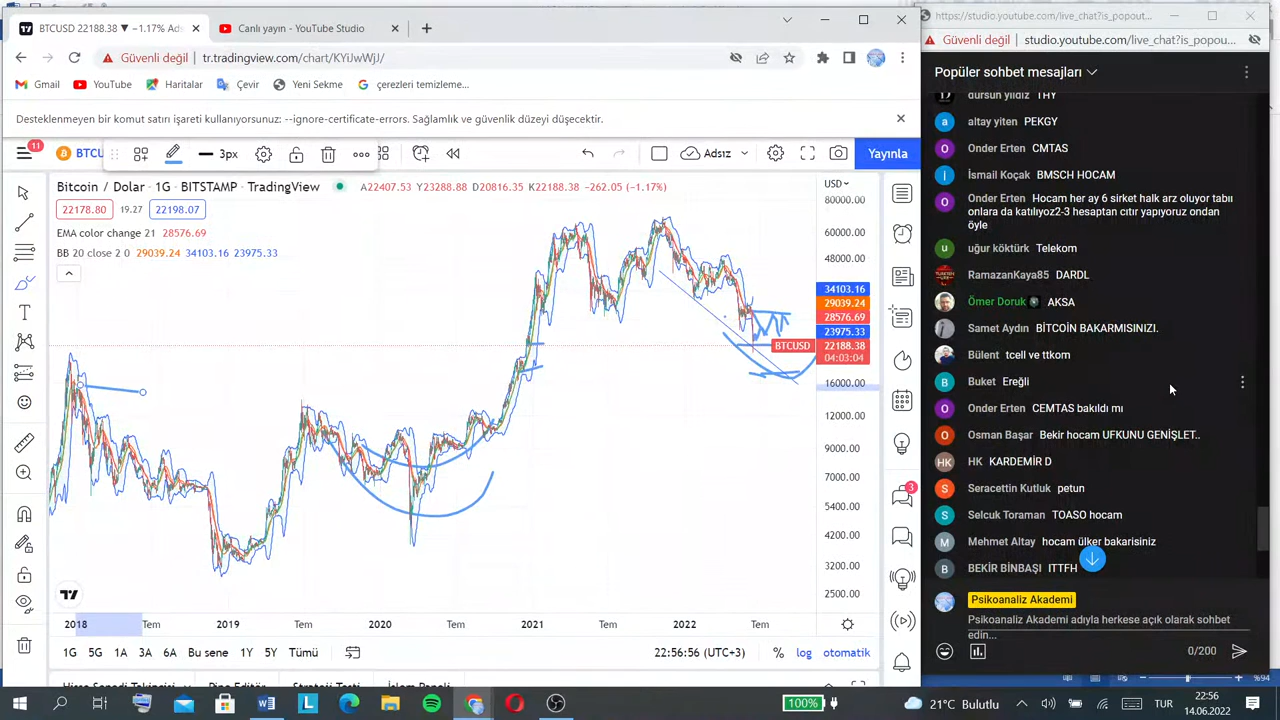 BTCUSD 22188.38 ▼ −1.17% Ad
Canlı yayın - YouTube Studio
Güvenli değil
tr.tradingview.com/chart/KYiJwWjJ/
Gmail
YouTube
Haritalar
Çevir
Yeni Sekme
çerezleri temizleme...
Desteklenmeyen bir komut satırı işareti kullanıyorsunuz: --ignore-certificate-errors. Sağlamlık ve güvenlik düzeyi düşecektir.
11
BTCU
3px
Adsız
Yayınla
Bitcoin / Dolar · 1G · BITSTAMP · TradingView
A22407.53 Y23288.88 D20816.35 K22188.38 −262.05 (−1.17%)
22178.80
19.27
22198.07
EMA color change 21 28576.69
BB 20 close 2 0 29039.24 34103.16 23975.33
USD
80000.00
60000.00
48000.00
34103.16
29039.24
28576.69
23975.33
BTCUSD
22188.38
04:03:04
16000.00
12000.00
9000.00
7000.00
5400.00
4200.00
3200.00
2500.00
2018
Tem
2019
Tem
2020
Tem
2021
Tem
2022
Tem
1G
5G
1A
3A
6A
Bu sene
1Y
5Y
Tümü
22:56:56 (UTC+3)
%
log
otomatik
3
https://studio.youtube.com/live_chat?is_popout...
Güvenli değil
studio.youtube.com/live_chat?is_popou...
Popüler sohbet mesajları
dursun yıldız THY
altay yiten PEKGY
Onder Erten CMTAS
İsmail Koçak BMSCH HOCAM
Onder Erten Hocam her ay 6 sirket halk arz oluyor tabıı
onlara da katılıyoz2-3 hesaptan cıtır yapıyoruz ondan
öyle
uğur köktürk Telekom
RamazanKaya85 DARDL
Ömer Doruk AKSA
Samet Aydın BİTCOİN BAKARMISINIZI.
Bülent tcell ve ttkom
Buket Ereğli
Onder Erten CEMTAS bakıldı mı
Osman Başar Bekir hocam UFKUNU GENİŞLET..
HK KARDEMİR D
Seracettin Kutluk petun
Selcuk Toraman TOASO hocam
Mehmet Altay hocam ülker bakarisiniz
BEKİR BİNBAŞI ITTFH
Psikoanaliz Akademi
Psikoanaliz Akademi adıyla herkese açık olarak sohbet
edin...
0/200
%94
100%
21°C Bulutlu
TUR
22:56
14.06.2022